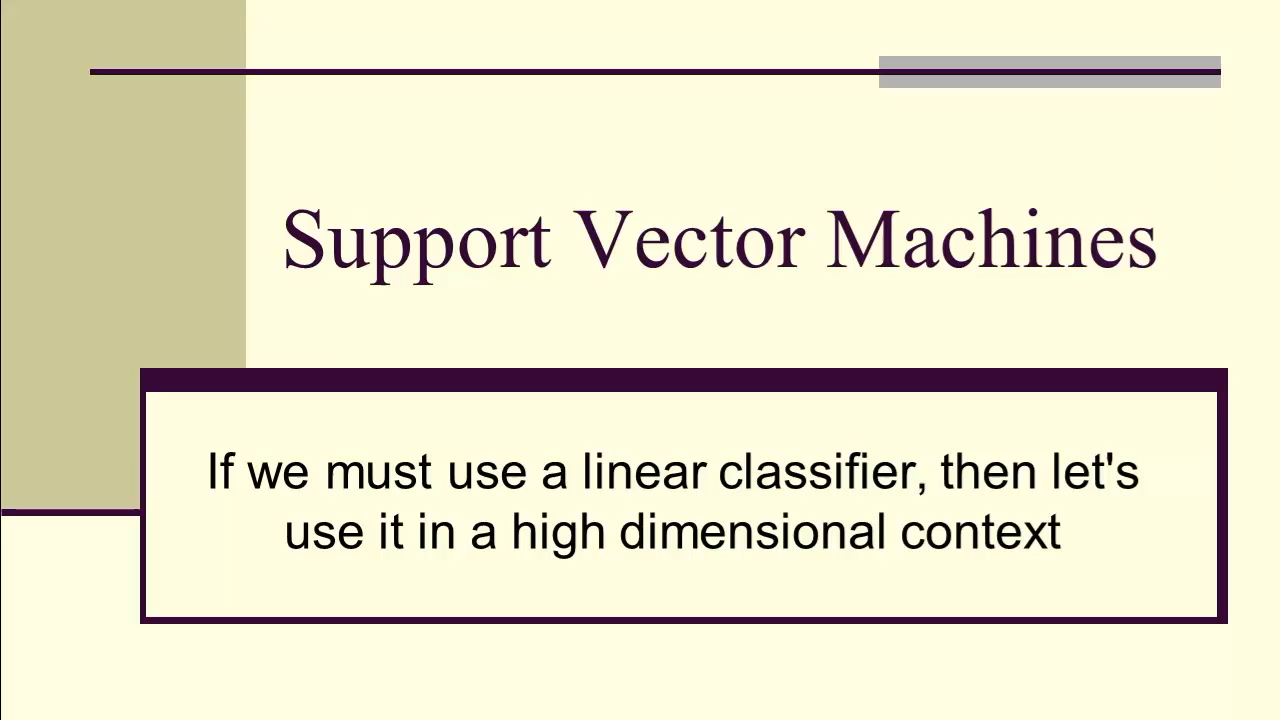 Support Vector Machines
If we must use a linear classifier, then let's
use it in a high dimensional context